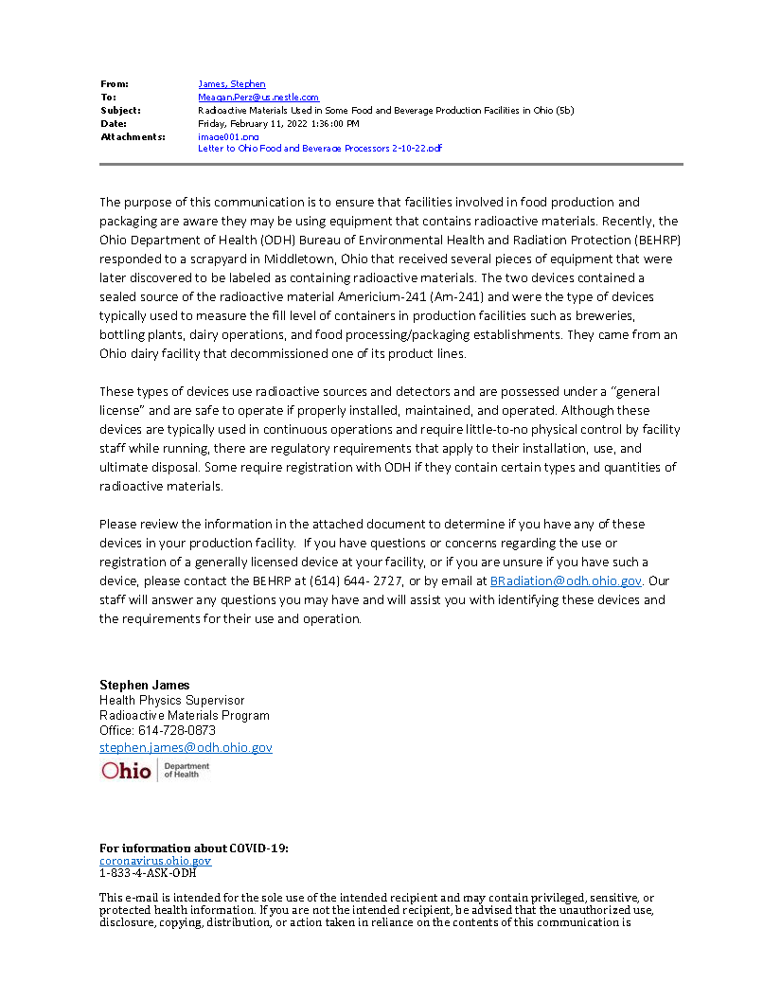 From: James, Stephen
To: Meagan.Perz@us.nestle.com
Subject: Radioactive Materials Used in Some Food and Beverage Production Facilities in Ohio (5b)
Date: Friday, February 11, 2022 1:36:00 PM
Attachments: image001.png
Letter to Ohio Food and Beverage Processors 2-10-22.pdf
The purpose of this communication is to ensure that facilities involved in food production and
packaging are aware they may be using equipment that contains radioactive materials. Recently, the
Ohio Department of Health (ODH) Bureau of Environmental Health and Radiation Protection (BEHRP)
responded to a scrapyard in Middletown, Ohio that received several pieces of equipment that were
later discovered to be labeled as containing radioactive materials. The two devices contained a
sealed source of the radioactive material Americium-241 (Am-241) and were the type of devices
typically used to measure the fill level of containers in production facilities such as breweries,
bottling plants, dairy operations, and food processing/packaging establishments. They came from an
Ohio dairy facility that decommissioned one of its product lines.
These types of devices use radioactive sources and detectors and are possessed under a “general
license” and are safe to operate if properly installed, maintained, and operated. Although these
devices are typically used in continuous operations and require little-to-no physical control by facility
staff while running, there are regulatory requirements that apply to their installation, use, and
ultimate disposal. Some require registration with ODH if they contain certain types and quantities of
radioactive materials.
Please review the information in the attached document to determine if you have any of these
devices in your production facility.  If you have questions or concerns regarding the use or
registration of a generally licensed device at your facility, or if you are unsure if you have such a
device, please contact the BEHRP at (614) 644- 2727, or by email at BRadiation@odh.ohio.gov. Our
staff will answer any questions you may have and will assist you with identifying these devices and
the requirements for their use and operation.
Stephen James
Health Physics Supervisor
Radioactive Materials Program
Office: 614-728-0873
stephen.james@odh.ohio.gov
Ohio Department
of Health
For information about COVID-19:
coronavirus.ohio.gov
1-833-4-ASK-ODH
This e-mail is intended for the sole use of the intended recipient and may contain privileged, sensitive, or
protected health information. If you are not the intended recipient, be advised that the unauthorized use,
disclosure, copying, distribution, or action taken in reliance on the contents of this communication is